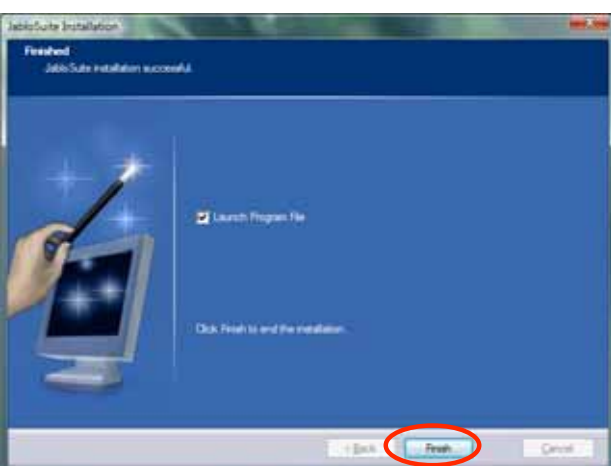 JabloSuite Installation
Finished
JabloSuite installation successful.
Launch Program File
Click Finish to end the installation.
< Back
Finish
Cancel